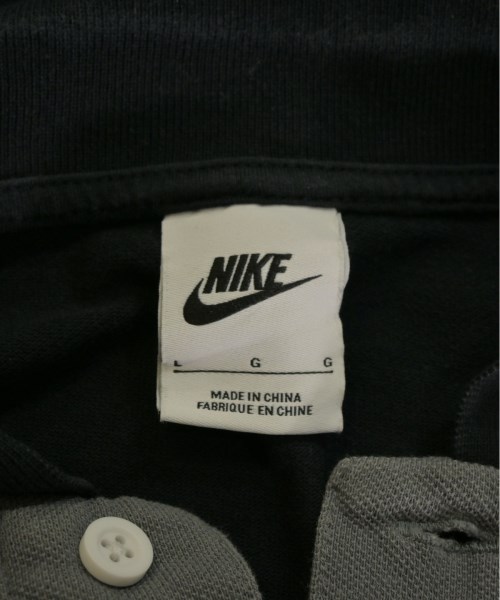 NIKE
L G G
MADE IN CHINA
FABRIQUE EN CHINE